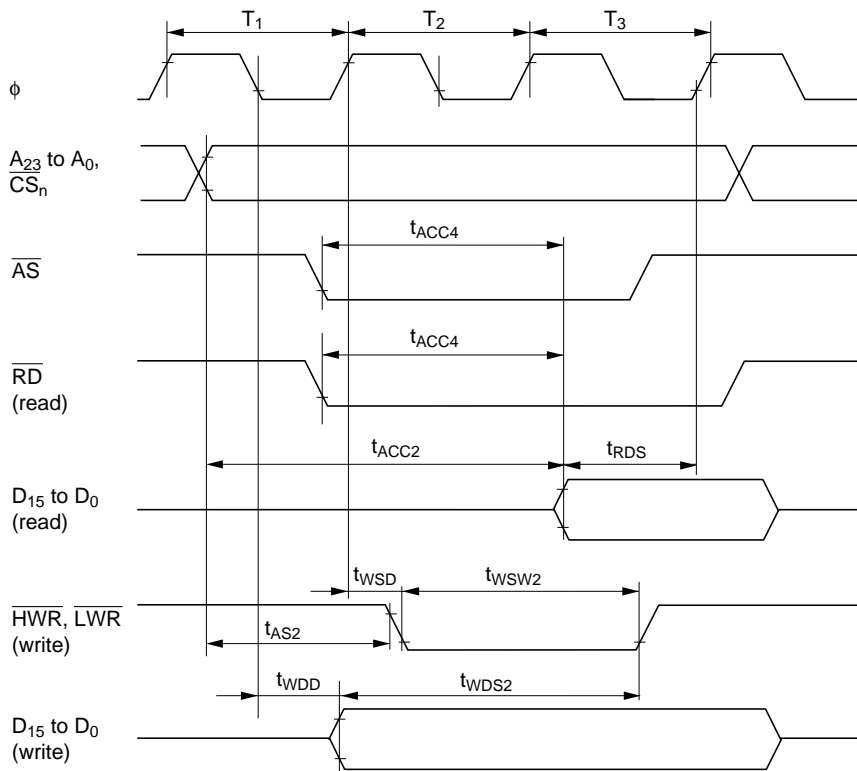 T1 T2 T3
ϕ
A23 to A0,
CSn
tACC4
AS
tACC4
RD
(read)
tACC2 tRDS
D15 to D0
(read)
tWSD tWSW2
HWR, LWR
(write)
tAS2
tWDD tWDS2
D15 to D0
(write)